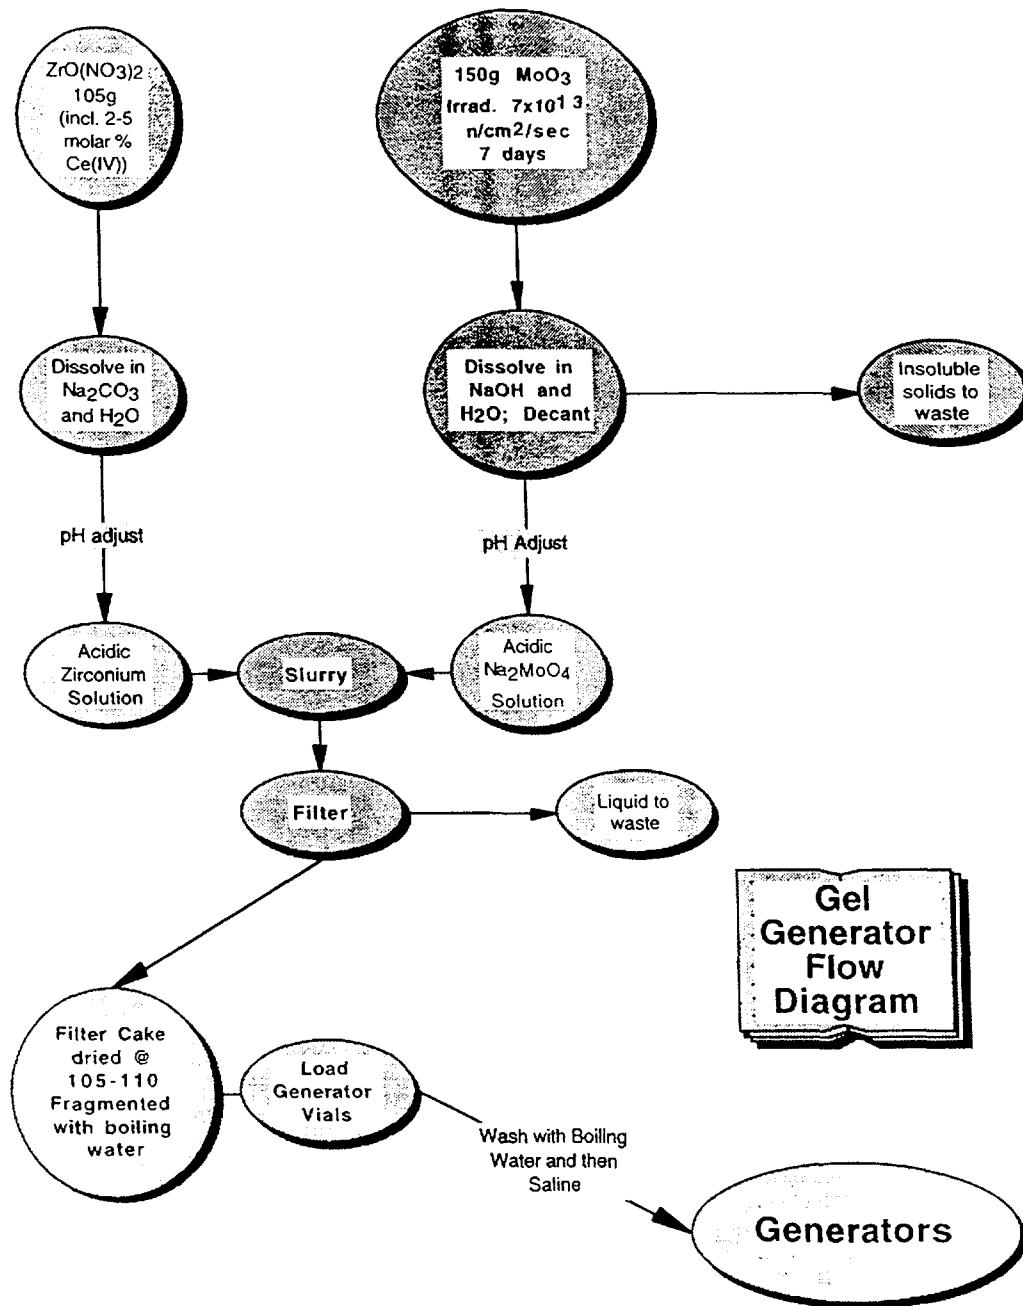 ZrO(NO3)2
105g
(incl. 2-5
molar %
Ce(IV))
150g MoO3
Irrad. 7x1013
n/cm2/sec
7 days
Dissolve in
Na2CO3
and H2O
Dissolve in
NaOH and
H2O; Decant
Insoluble
solids to
waste
pH adjust
pH Adjust
Acidic
Zirconium
Solution
Slurry
Acidic
Na2MoO4
Solution
Filter
Liquid to
waste
Gel
Generator
Flow
Diagram
Filter Cake
dried @
105-110
Fragmented
with boiling
water
Load
Generator
Vials
Wash with Boiling
Water and then
Saline
Generators